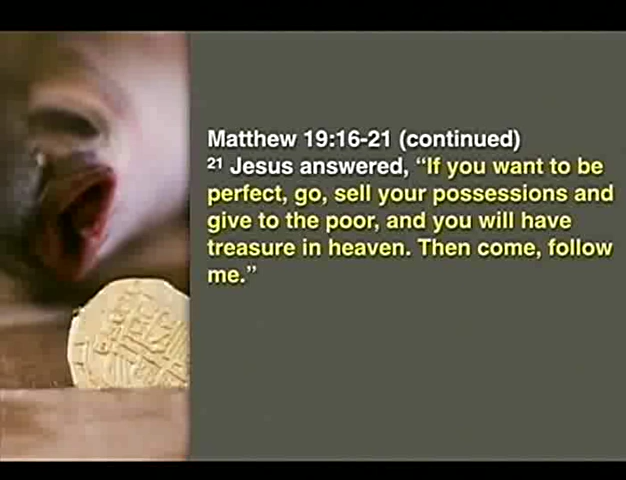 Matthew 19:16-21 (continued)
²¹ Jesus answered, “If you want to be
perfect, go, sell your possessions and
give to the poor, and you will have
treasure in heaven. Then come, follow
me.”